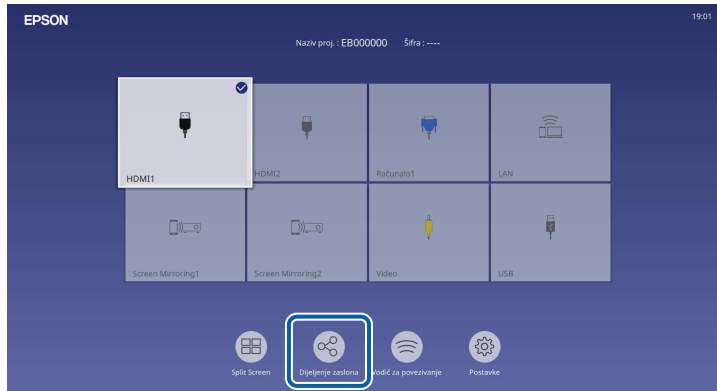 EPSON
19:01
Naziv proj. : EB000000 Šifra : ----
HDMI1
HDMI2
Računalo1
LAN
Screen Mirroring1
Screen Mirroring2
Video
USB
Split Screen
Dijeljenje zaslona
Vodič za povezivanje
Postavke